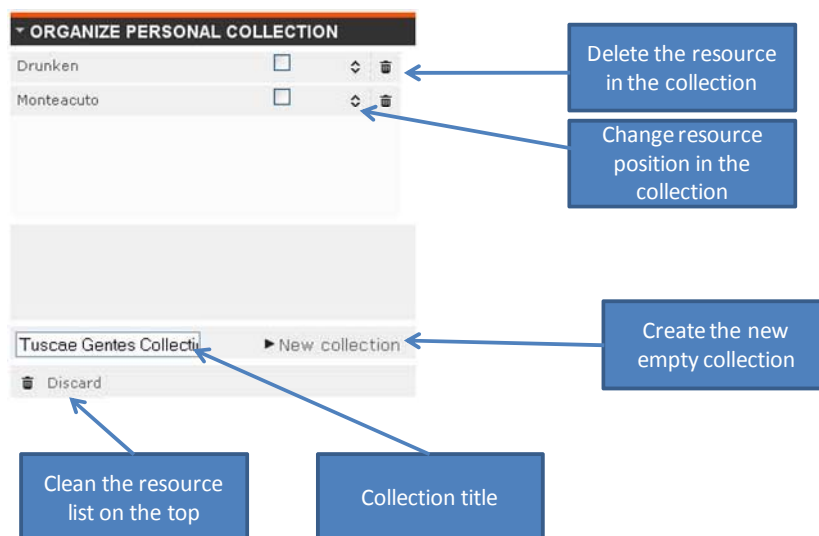 ORGANIZE PERSONAL COLLECTION
Drunken
Monteacuto
Delete the resource
in the collection
Change resource
position in the
collection
Tuscae Gentes Collecti
New collection
Create the new
empty collection
Discard
Clean the resource
list on the top
Collection title